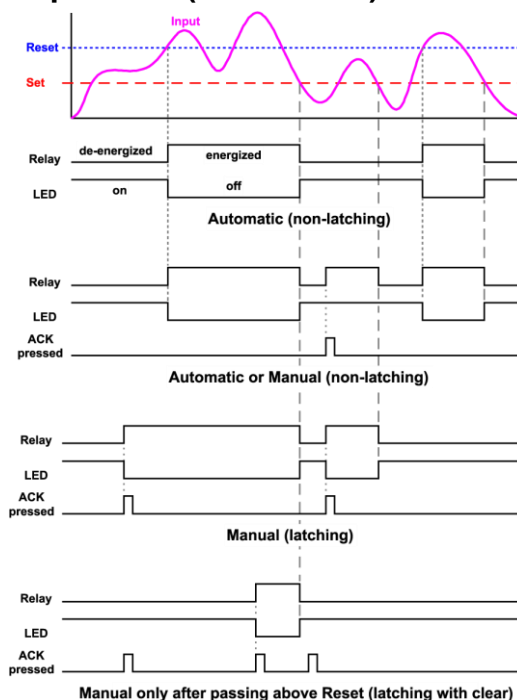 Input
Reset
Set
de-energized
energized
Relay
LED
on
off
Automatic (non-latching)
Relay
LED
ACK
pressed
Automatic or Manual (non-latching)
Relay
LED
ACK
pressed
Manual (latching)
Relay
LED
ACK
pressed
Manual only after passing above Reset (latching with clear)